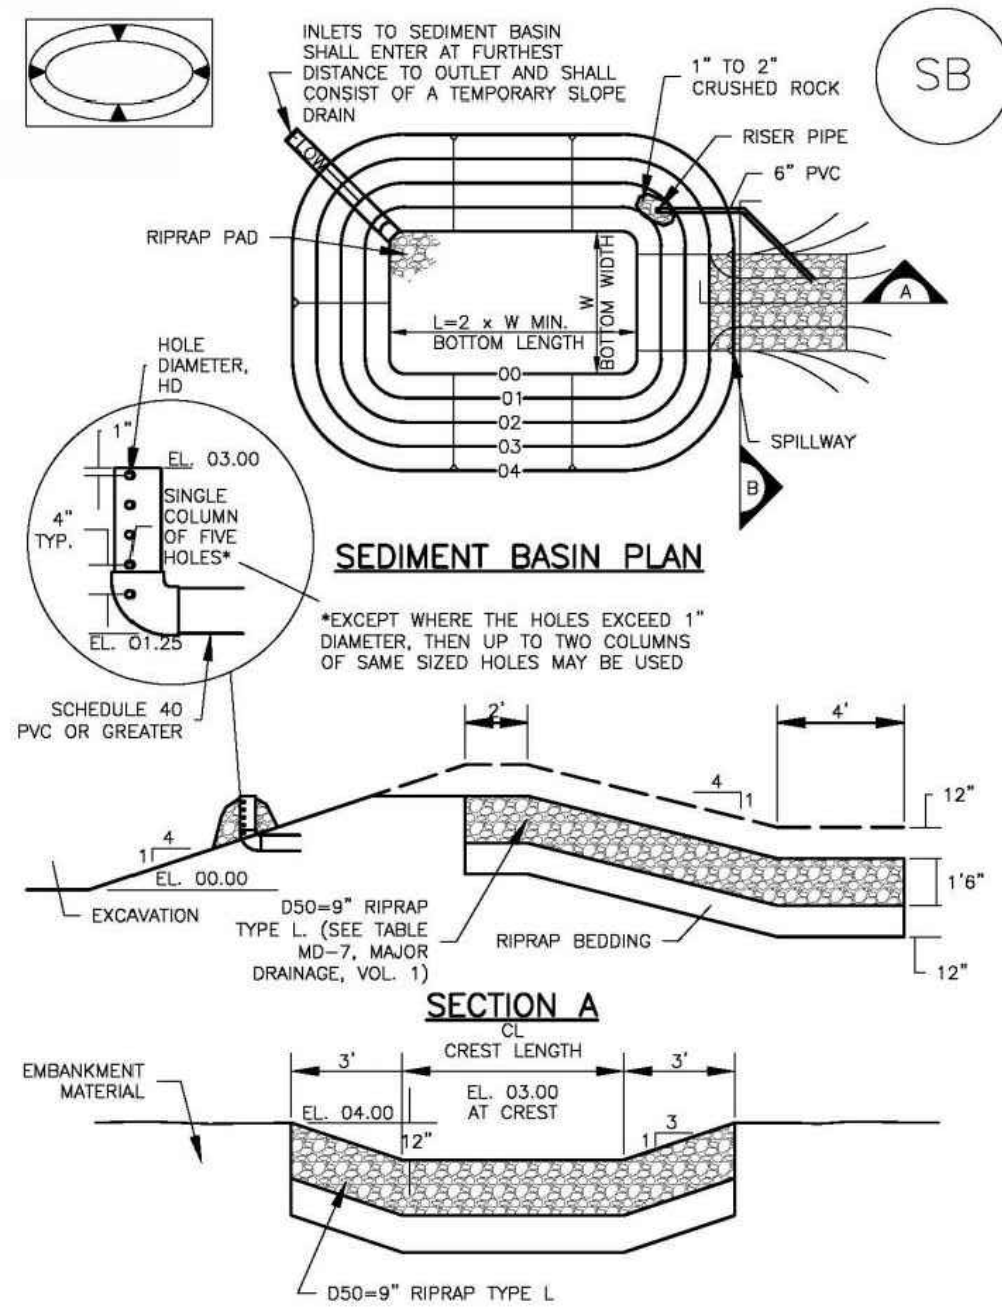 INLETS TO SEDIMENT BASIN
SHALL ENTER AT FURTHEST
DISTANCE TO OUTLET AND SHALL
CONSIST OF A TEMPORARY SLOPE
DRAIN
1" TO 2"
CRUSHED ROCK
SB
RISER PIPE
6" PVC
FLOW
RIPRAP PAD
W
BOTTOM WIDTH
L=2 x W MIN.
BOTTOM LENGTH
A
00
01
02
03
04
SPILLWAY
B
HOLE
DIAMETER,
HD
1"
EL. 03.00
4"
TYP.
SINGLE
COLUMN
OF FIVE
HOLES*
EL. 01.25
SCHEDULE 40
PVC OR GREATER
SEDIMENT BASIN PLAN
*EXCEPT WHERE THE HOLES EXCEED 1"
DIAMETER, THEN UP TO TWO COLUMNS
OF SAME SIZED HOLES MAY BE USED
2'
4'
4
1
12"
4
1
EL. 00.00
EXCAVATION
1'6"
D50=9" RIPRAP
TYPE L. (SEE TABLE
MD-7, MAJOR
DRAINAGE, VOL. 1)
RIPRAP BEDDING
12"
SECTION A
CL
CREST LENGTH
EMBANKMENT
MATERIAL
3'
3'
EL. 04.00
EL. 03.00
AT CREST
12"
3
1
D50=9" RIPRAP TYPE L